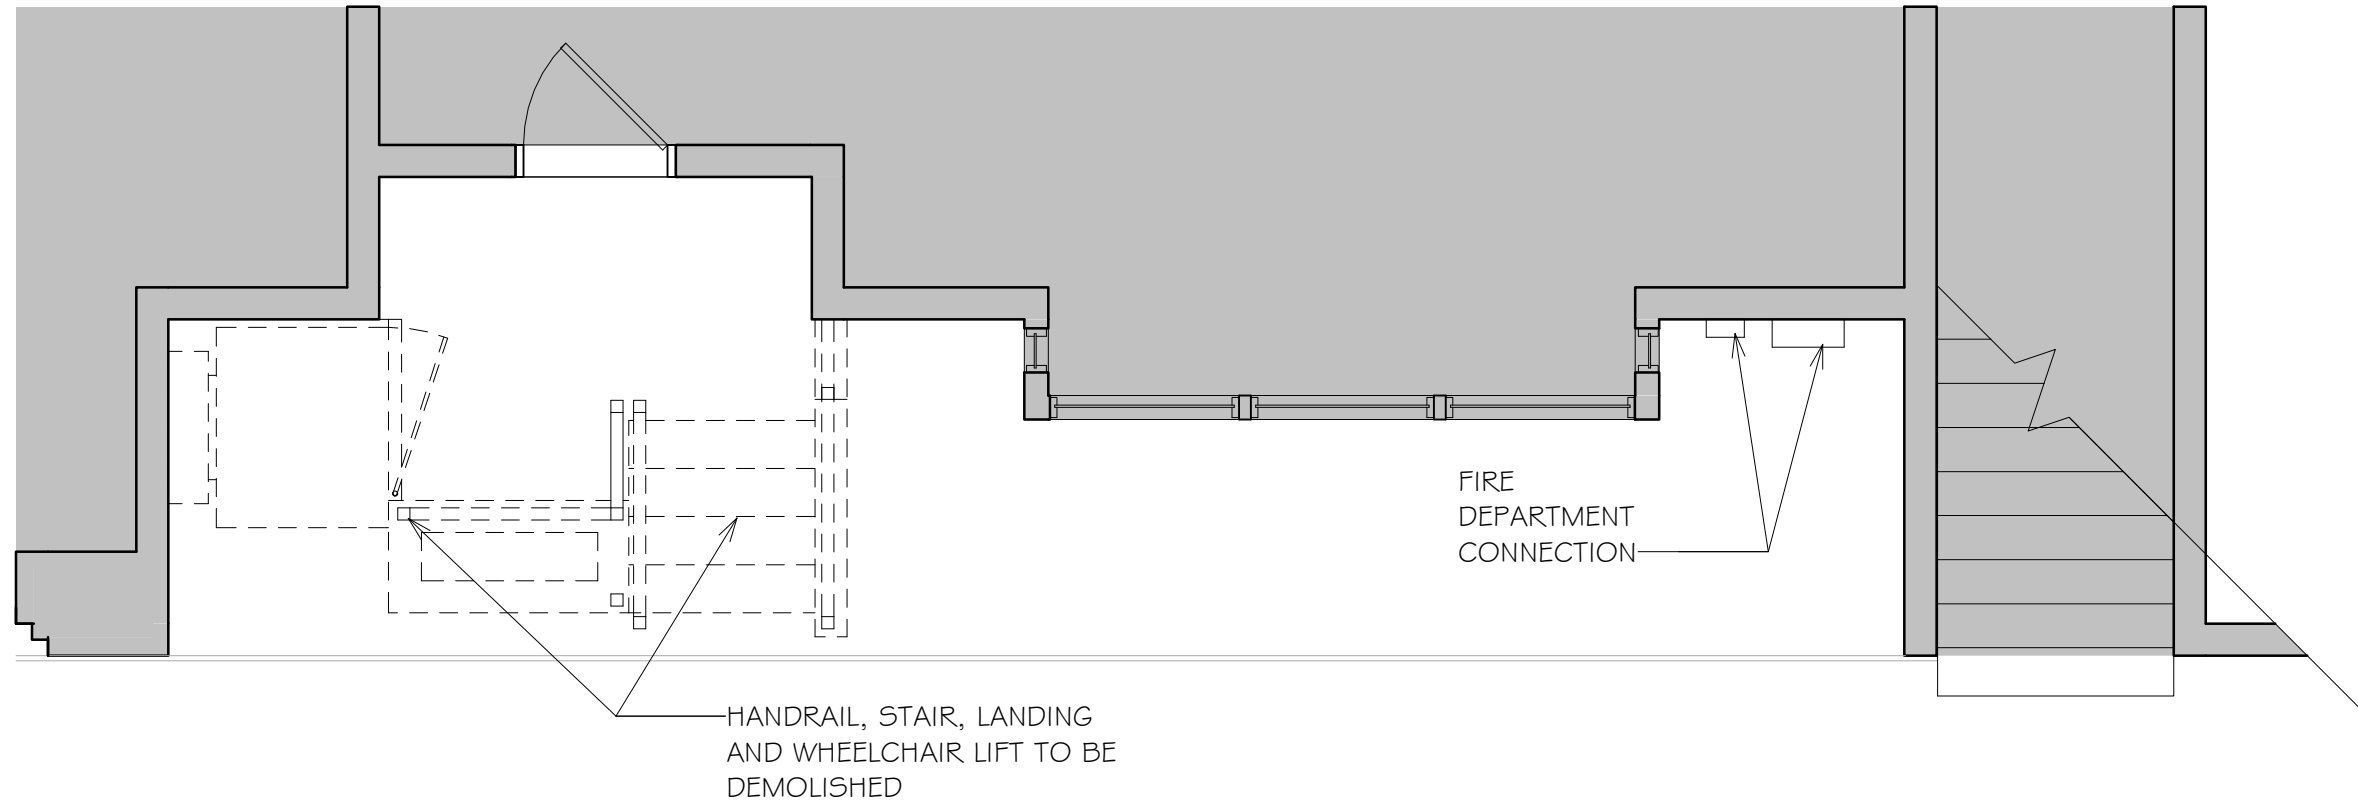 FIRE
DEPARTMENT
CONNECTION
HANDRAIL, STAIR, LANDING
AND WHEELCHAIR LIFT TO BE
DEMOLISHED